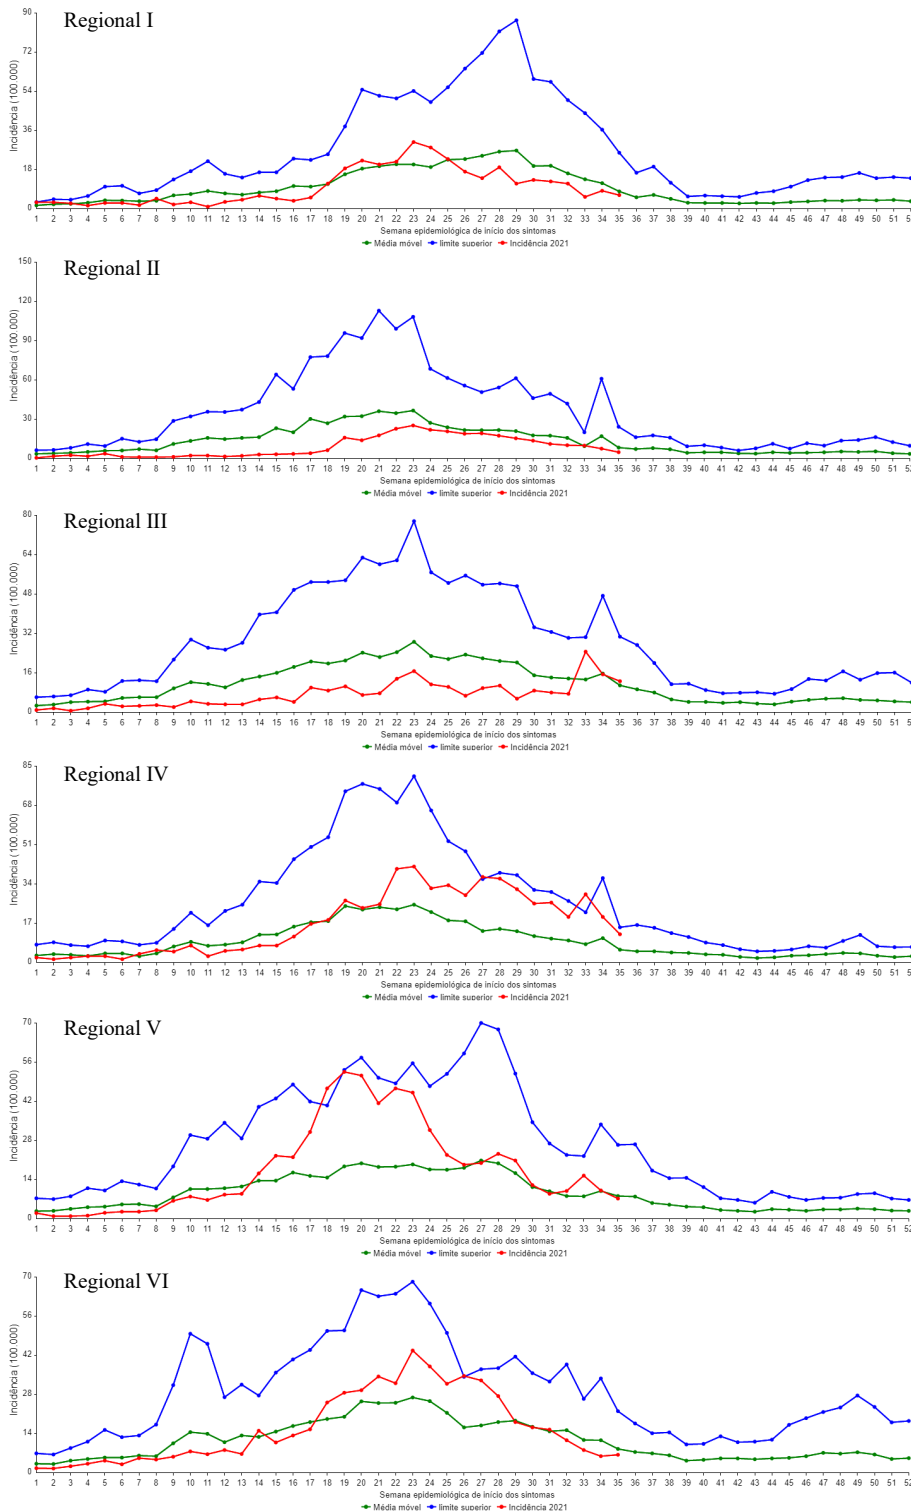 Regional I
Incidência (100.000)
90
72
54
36
18
0
1 2 3 4 5 6 7 8 9 10 11 12 13 14 15 16 17 18 19 20 21 22 23 24 25 26 27 28 29 30 31 32 33 34 35 36 37 38 39 40 41 42 43 44 45 46 47 48 49 50 51 52
Semana epidemiológica de início dos sintomas
Média móvel limite superior Incidência 2021
Regional II
Incidência (100.000)
150
120
90
60
30
0
1 2 3 4 5 6 7 8 9 10 11 12 13 14 15 16 17 18 19 20 21 22 23 24 25 26 27 28 29 30 31 32 33 34 35 36 37 38 39 40 41 42 43 44 45 46 47 48 49 50 51 52
Semana epidemiológica de início dos sintomas
Média móvel limite superior Incidência 2021
Regional III
Incidência (100.000)
80
64
48
32
16
0
1 2 3 4 5 6 7 8 9 10 11 12 13 14 15 16 17 18 19 20 21 22 23 24 25 26 27 28 29 30 31 32 33 34 35 36 37 38 39 40 41 42 43 44 45 46 47 48 49 50 51 52
Semana epidemiológica de início dos sintomas
Média móvel limite superior Incidência 2021
Regional IV
Incidência (100.000)
85
68
51
34
17
0
1 2 3 4 5 6 7 8 9 10 11 12 13 14 15 16 17 18 19 20 21 22 23 24 25 26 27 28 29 30 31 32 33 34 35 36 37 38 39 40 41 42 43 44 45 46 47 48 49 50 51 52
Semana epidemiológica de início dos sintomas
Média móvel limite superior Incidência 2021
Regional V
Incidência (100.000)
70
56
42
28
14
0
1 2 3 4 5 6 7 8 9 10 11 12 13 14 15 16 17 18 19 20 21 22 23 24 25 26 27 28 29 30 31 32 33 34 35 36 37 38 39 40 41 42 43 44 45 46 47 48 49 50 51 52
Semana epidemiológica de início dos sintomas
Média móvel limite superior Incidência 2021
Regional VI
Incidência (100.000)
70
56
42
28
14
0
1 2 3 4 5 6 7 8 9 10 11 12 13 14 15 16 17 18 19 20 21 22 23 24 25 26 27 28 29 30 31 32 33 34 35 36 37 38 39 40 41 42 43 44 45 46 47 48 49 50 51 52
Semana epidemiológica de início dos sintomas
Média móvel limite superior Incidência 2021